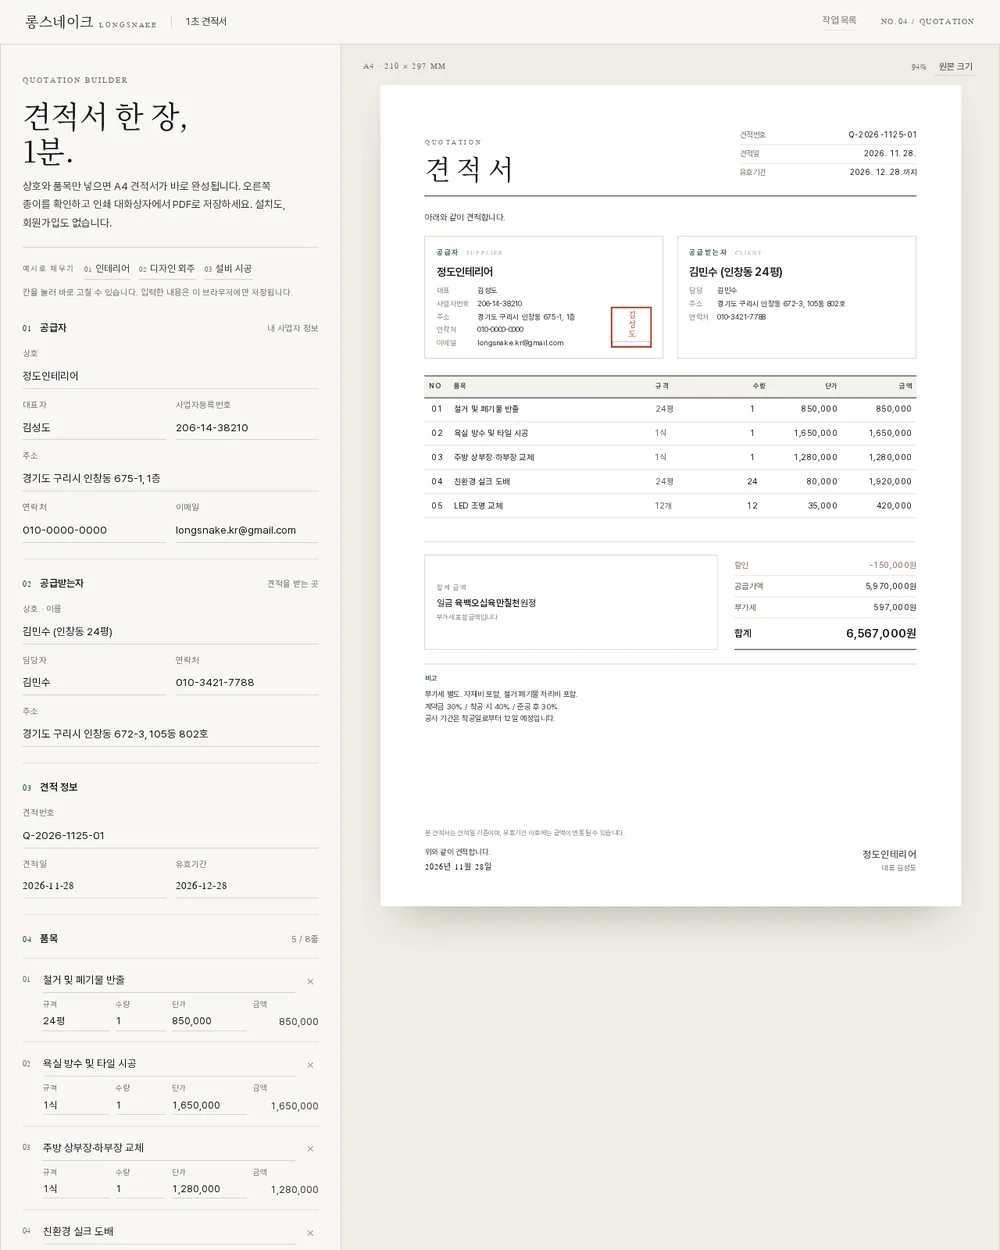 롱스네이크 LONGSNAKE 1초 견적서
작업 목록 NO. 04 / QUOTATION
QUOTATION BUILDER
견적서 한 장,
1분.
상호와 품목만 넣으면 A4 견적서가 바로 완성됩니다. 오른쪽
종이를 확인하고 인쇄 대화상자에서 PDF로 저장하세요. 설치도,
회원가입도 없습니다.
예시로 채우기 01 인테리어 02 디자인 외주 03 설비 시공
칸을 눌러 바로 고칠 수 있습니다. 입력한 내용은 이 브라우저에만 저장됩니다.
01 공급자 내 사업자 정보
상호
정도인테리어
대표자 사업자등록번호
김성도 206-14-38210
주소
경기도 구리시 인창동 675-1, 1층
연락처 이메일
010-0000-0000 longsnake.kr@gmail.com
02 공급받는자 견적을 받는 곳
상호 · 이름
김민수 (인창동 24평)
담당자 연락처
김민수 010-3421-7788
주소
경기도 구리시 인창동 672-3, 105동 802호
03 견적 정보
견적번호
Q-2026-1125-01
견적일 유효기간
2026-11-28 2026-12-28
04 품목 5 / 8줄
01 철거 및 폐기물 반출 ×
규격 수량 단가 금액
24평 1 850,000 850,000
02 욕실 방수 및 타일 시공 ×
규격 수량 단가 금액
1식 1 1,650,000 1,650,000
03 주방 상부장·하부장 교체 ×
규격 수량 단가 금액
1식 1 1,280,000 1,280,000
04 친환경 실크 도배 ×
A4 · 210 × 297 MM 94% 원본 크기
QUOTATION
견적서
견적번호 Q-2026-1125-01
견적일 2026. 11. 28.
유효기간 2026. 12. 28.까지
아래와 같이 견적합니다.
공급자 SUPPLIER
정도인테리어
대표 김성도
사업자번호 206-14-38210
주소 경기도 구리시 인창동 675-1, 1층
연락처 010-0000-0000
이메일 longsnake.kr@gmail.com
김성도
공급받는자 CLIENT
김민수 (인창동 24평)
담당 김민수
주소 경기도 구리시 인창동 672-3, 105동 802호
연락처 010-3421-7788
NO 품목 규격 수량 단가 금액
01 철거 및 폐기물 반출 24평 1 850,000 850,000
02 욕실 방수 및 타일 시공 1식 1 1,650,000 1,650,000
03 주방 상부장·하부장 교체 1식 1 1,280,000 1,280,000
04 친환경 실크 도배 24평 24 80,000 1,920,000
05 LED 조명 교체 12개 12 35,000 420,000
합계 금액
일금 육백오십육만칠천원정
부가세 포함 금액입니다
할인 -150,000원
공급가액 5,970,000원
부가세 597,000원
합계 6,567,000원
비고
부가세 별도. 자재비 포함, 철거 폐기물 처리비 포함.
계약금 30% / 착공 시 40% / 준공 후 30%.
공사 기간은 착공일로부터 12일 예정입니다.
본 견적서는 견적일 기준이며, 유효기간 이후에는 금액이 변동될 수 있습니다.
위와 같이 견적합니다.
2026년 11월 28일
정도인테리어
대표 김성도